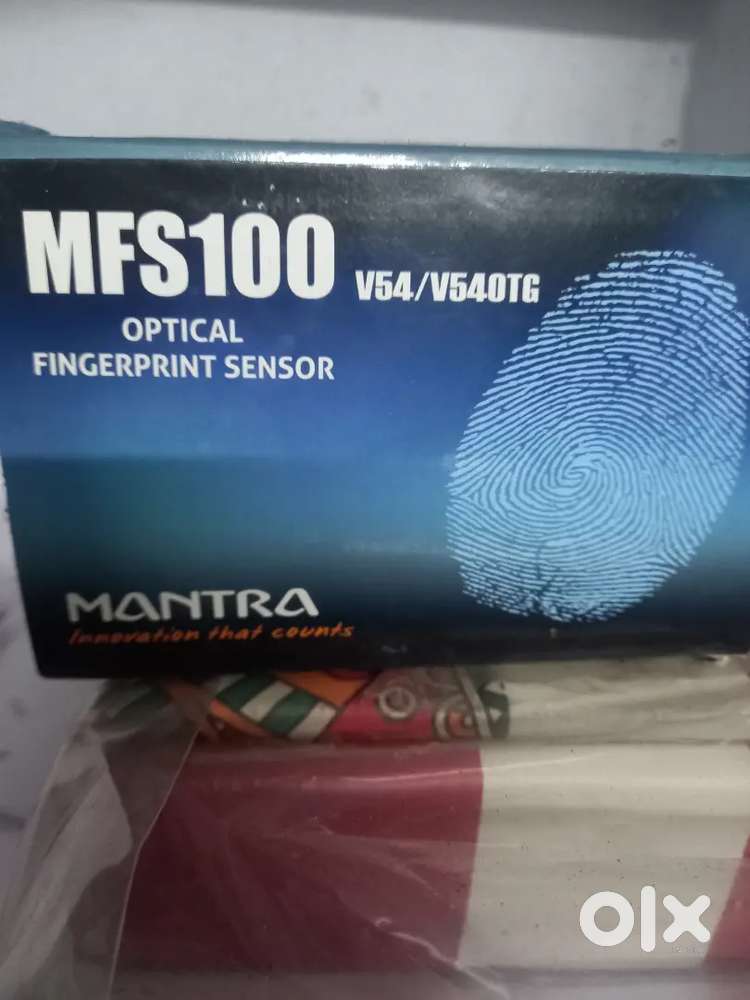 MFS100 V54/V540TG
OPTICAL
FINGERPRINT SENSOR
MANTRA
Innovation that counts
olx